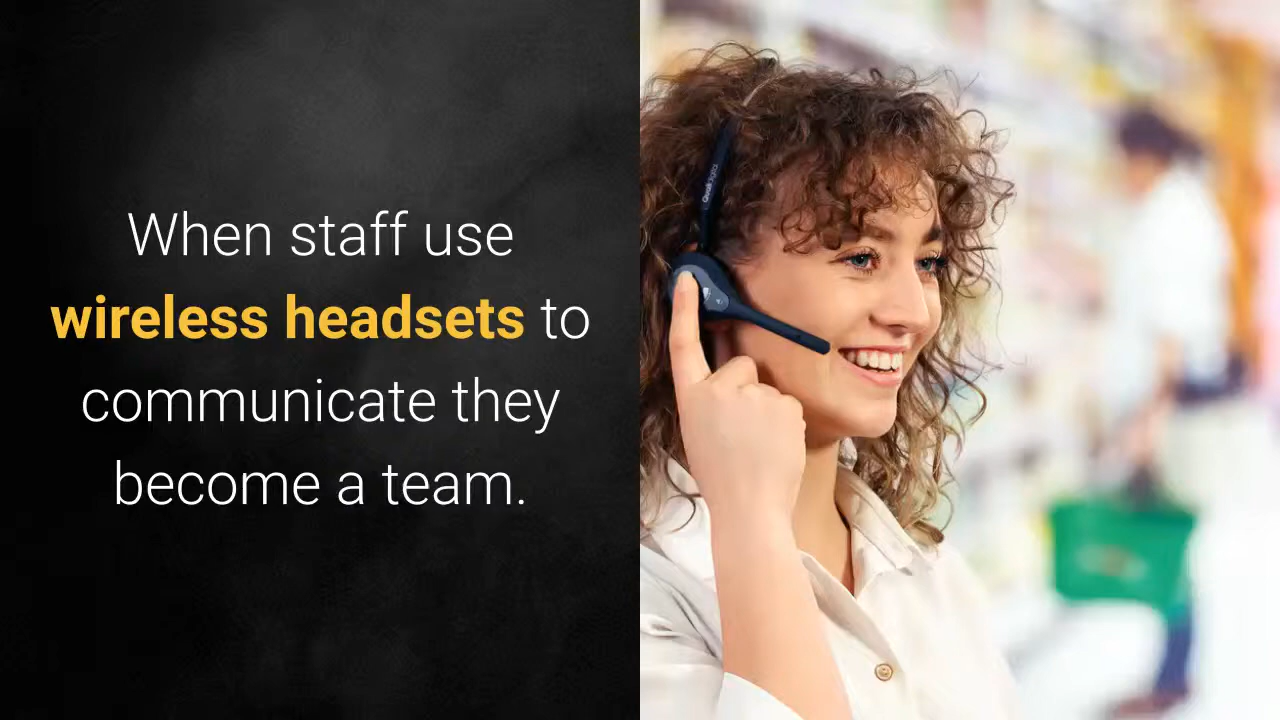 When staff use
wireless headsets to
communicate they
become a team.